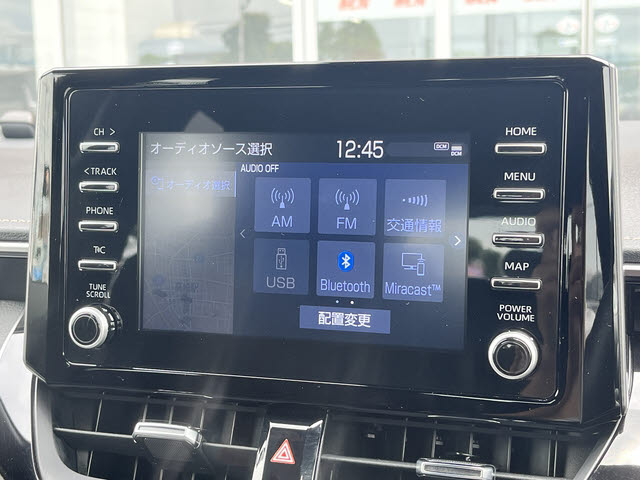 CH >
< TRACK
PHONE
T&C
TUNE
SCROLL
オーディオソース選択
12:45
DCM
DCM
AUDIO OFF
オーディオ選択
AM
FM
交通情報
USB
Bluetooth
Miracast™
配置変更
HOME
MENU
AUDIO
MAP
POWER
VOLUME